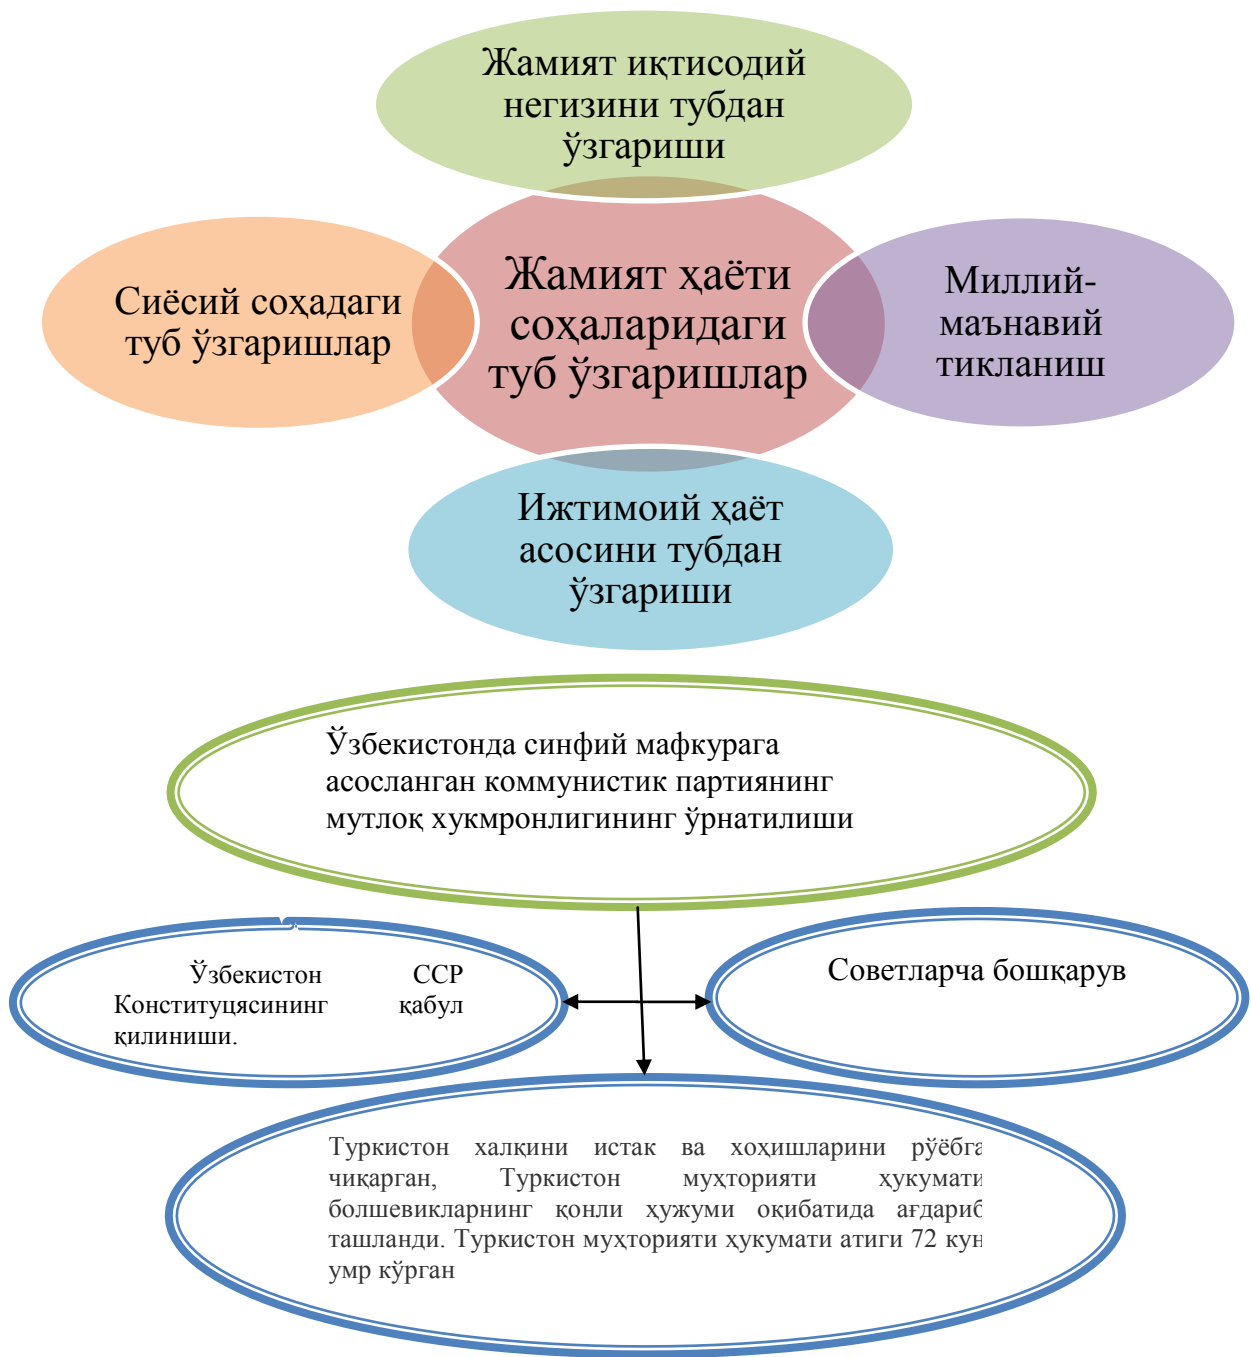 Жамият иқтисодий
негизини тубдан
ўзгариши
Сиёсий соҳадаги
туб ўзгаришлар
Жамият ҳаёти
соҳаларидаги
туб ўзгаришлар
Миллий-
маънавий
тикланиш
Ижтимоий ҳаёт
асосини тубдан
ўзгариши
Ўзбекистонда синфий мафкурага
асосланган коммунистик партиянинг
мутлоқ хукмронлигининг ўрнатилиши
Ўзбекистон ССР
Конституцясининг қабул
қилиниши.
Советларча бошқарув
Туркистон халқини истак ва хоҳишларини рўёбга
чиқарган, Туркистон муҳторияти ҳукумати
болшевикларнинг қонли ҳужуми оқибатида ағдариб
ташланди. Туркистон муҳторияти ҳукумати атиги 72 кун
умр кўрган